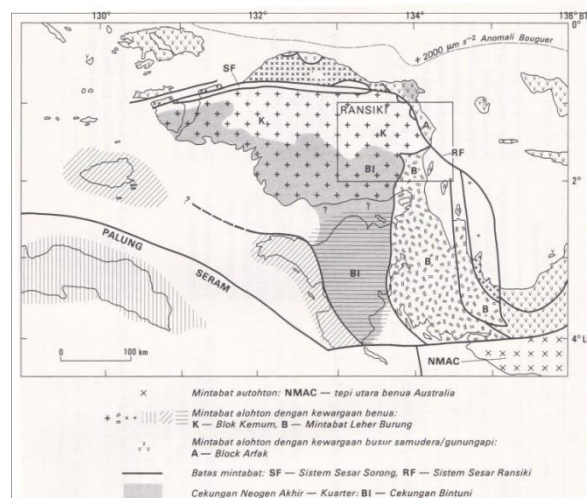 130° 132° 134° 136° BT
+ 2000 μm s⁻² Anomali Bouguer
0°
SF
RANSIKI
A
K
K
RF
BI
B
2°
?
? ?
PALUNG
SERAM
BI
B
B
0 100 km
NMAC
4° L
× Mintabat autohton: NMAC — tepi utara benua Australia
Mintabat alohton dengan kewargaan benua:
K — Blok Kemum, B — Mintabat Leher Burung
Mintabat alohton dengan kewargaan busur samudera/gunungapi:
A — Block Arfak
Batas mintabat: SF — Sistem Sesar Sorong, RF — Sistem Sesar Ransiki
Cekungan Neogen Akhir — Kuarter: BI — Cekungan Bintuni